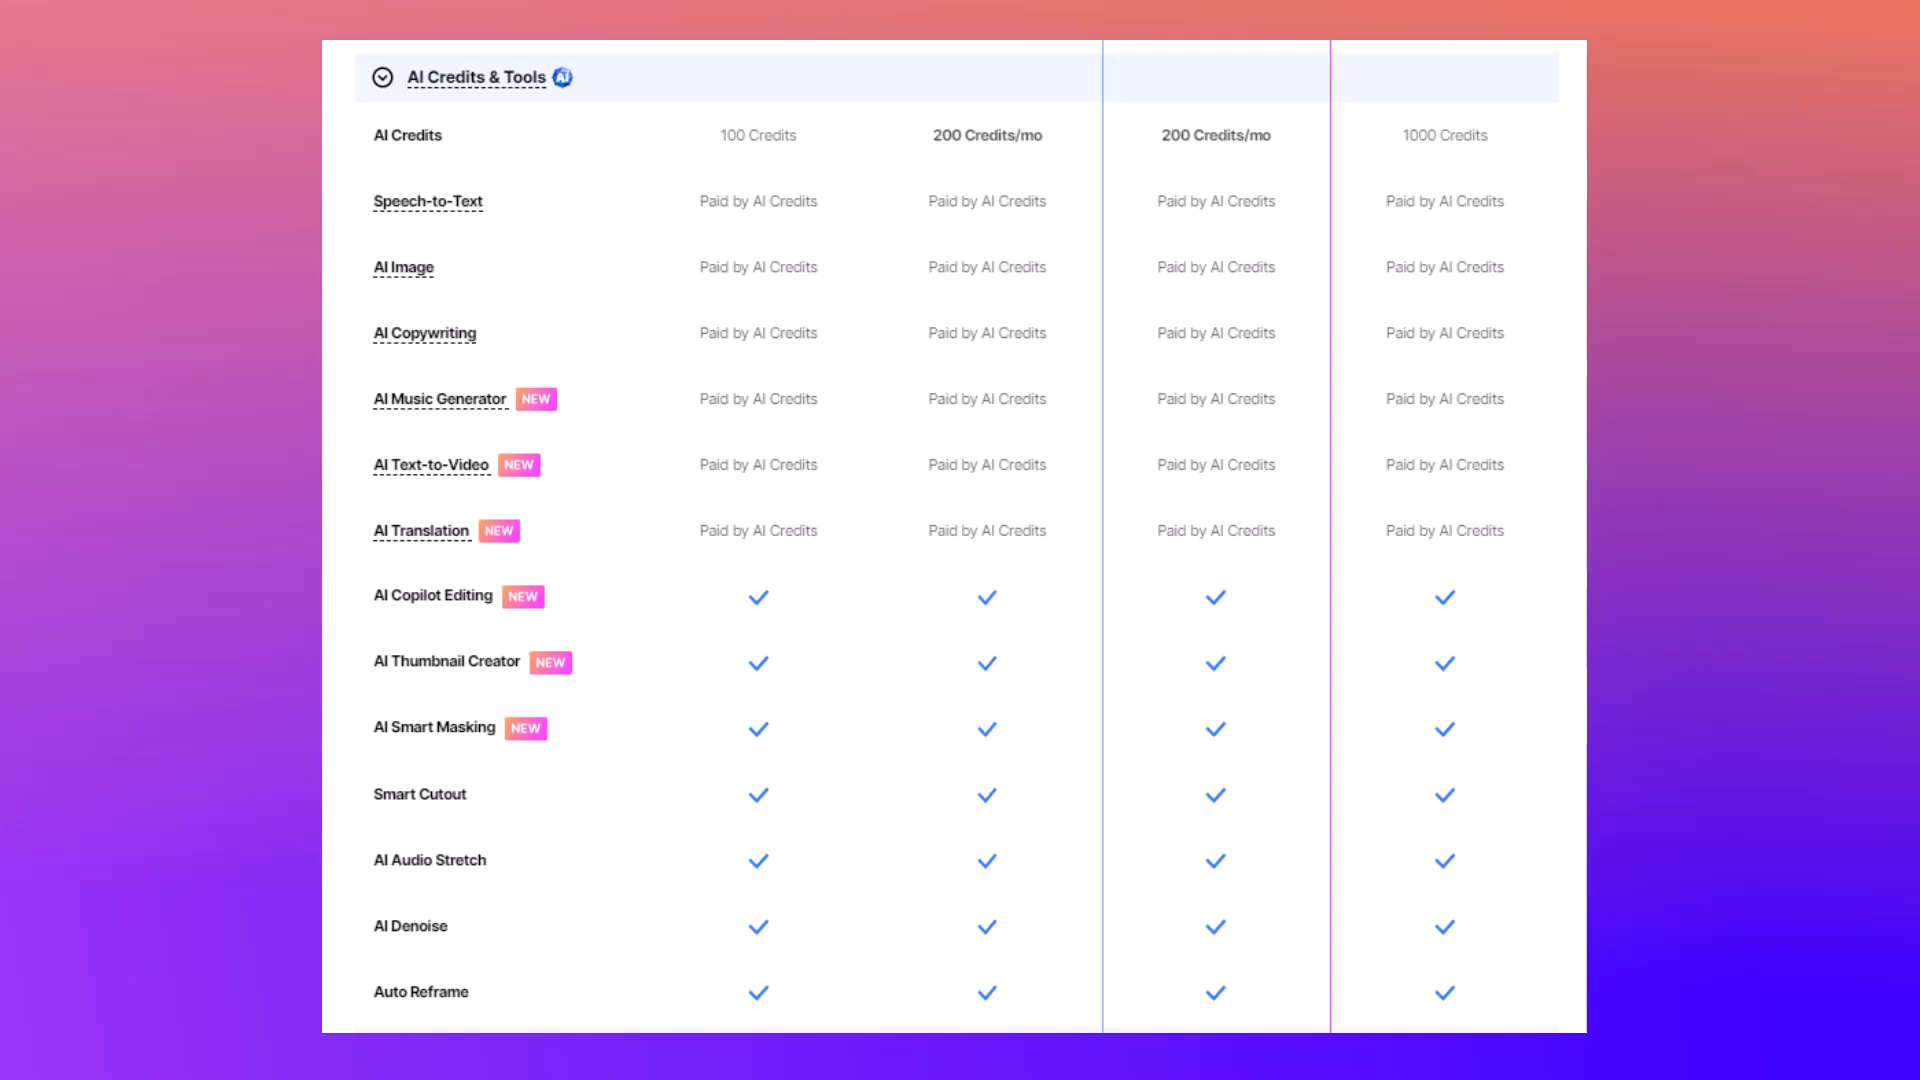 AI Credits & Tools AI
AI Credits 100 Credits 200 Credits/mo 200 Credits/mo 1000 Credits
Speech-to-Text Paid by AI Credits Paid by AI Credits Paid by AI Credits Paid by AI Credits
AI Image Paid by AI Credits Paid by AI Credits Paid by AI Credits Paid by AI Credits
AI Copywriting Paid by AI Credits Paid by AI Credits Paid by AI Credits Paid by AI Credits
AI Music Generator NEW Paid by AI Credits Paid by AI Credits Paid by AI Credits Paid by AI Credits
AI Text-to-Video NEW Paid by AI Credits Paid by AI Credits Paid by AI Credits Paid by AI Credits
AI Translation NEW Paid by AI Credits Paid by AI Credits Paid by AI Credits Paid by AI Credits
AI Copilot Editing NEW
AI Thumbnail Creator NEW
AI Smart Masking NEW
Smart Cutout
AI Audio Stretch
AI Denoise
Auto Reframe